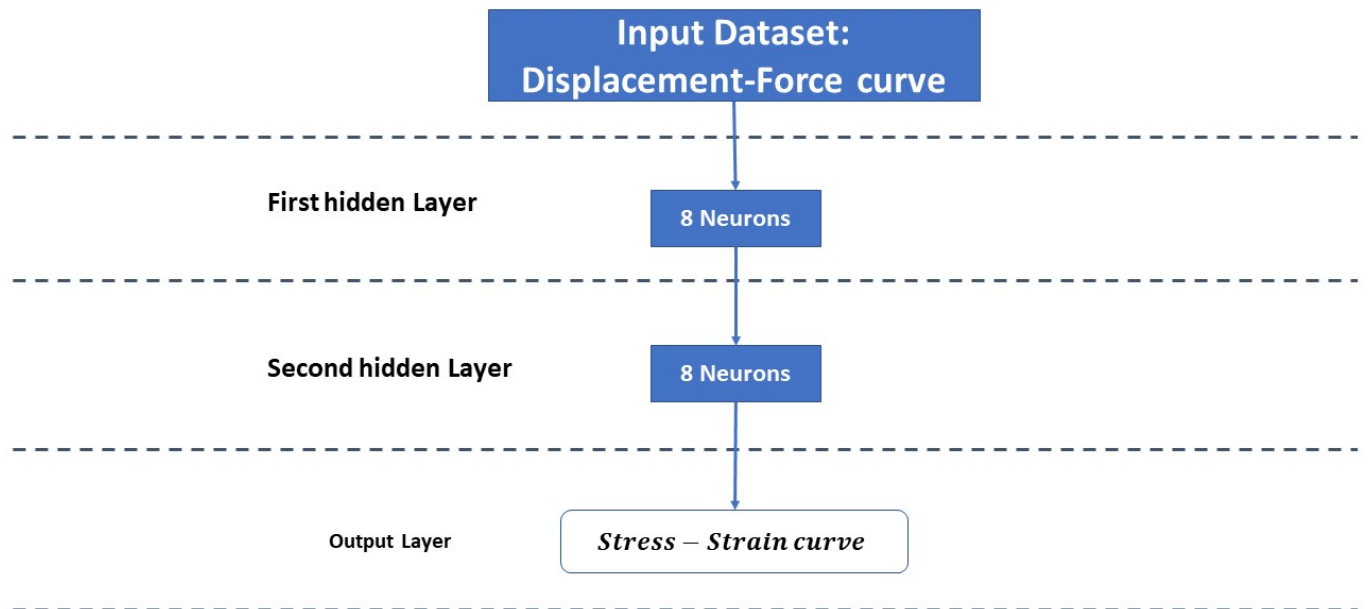 Input Dataset:
Displacement-Force curve
First hidden Layer
8 Neurons
Second hidden Layer
8 Neurons
Output Layer
Stress – Strain curve